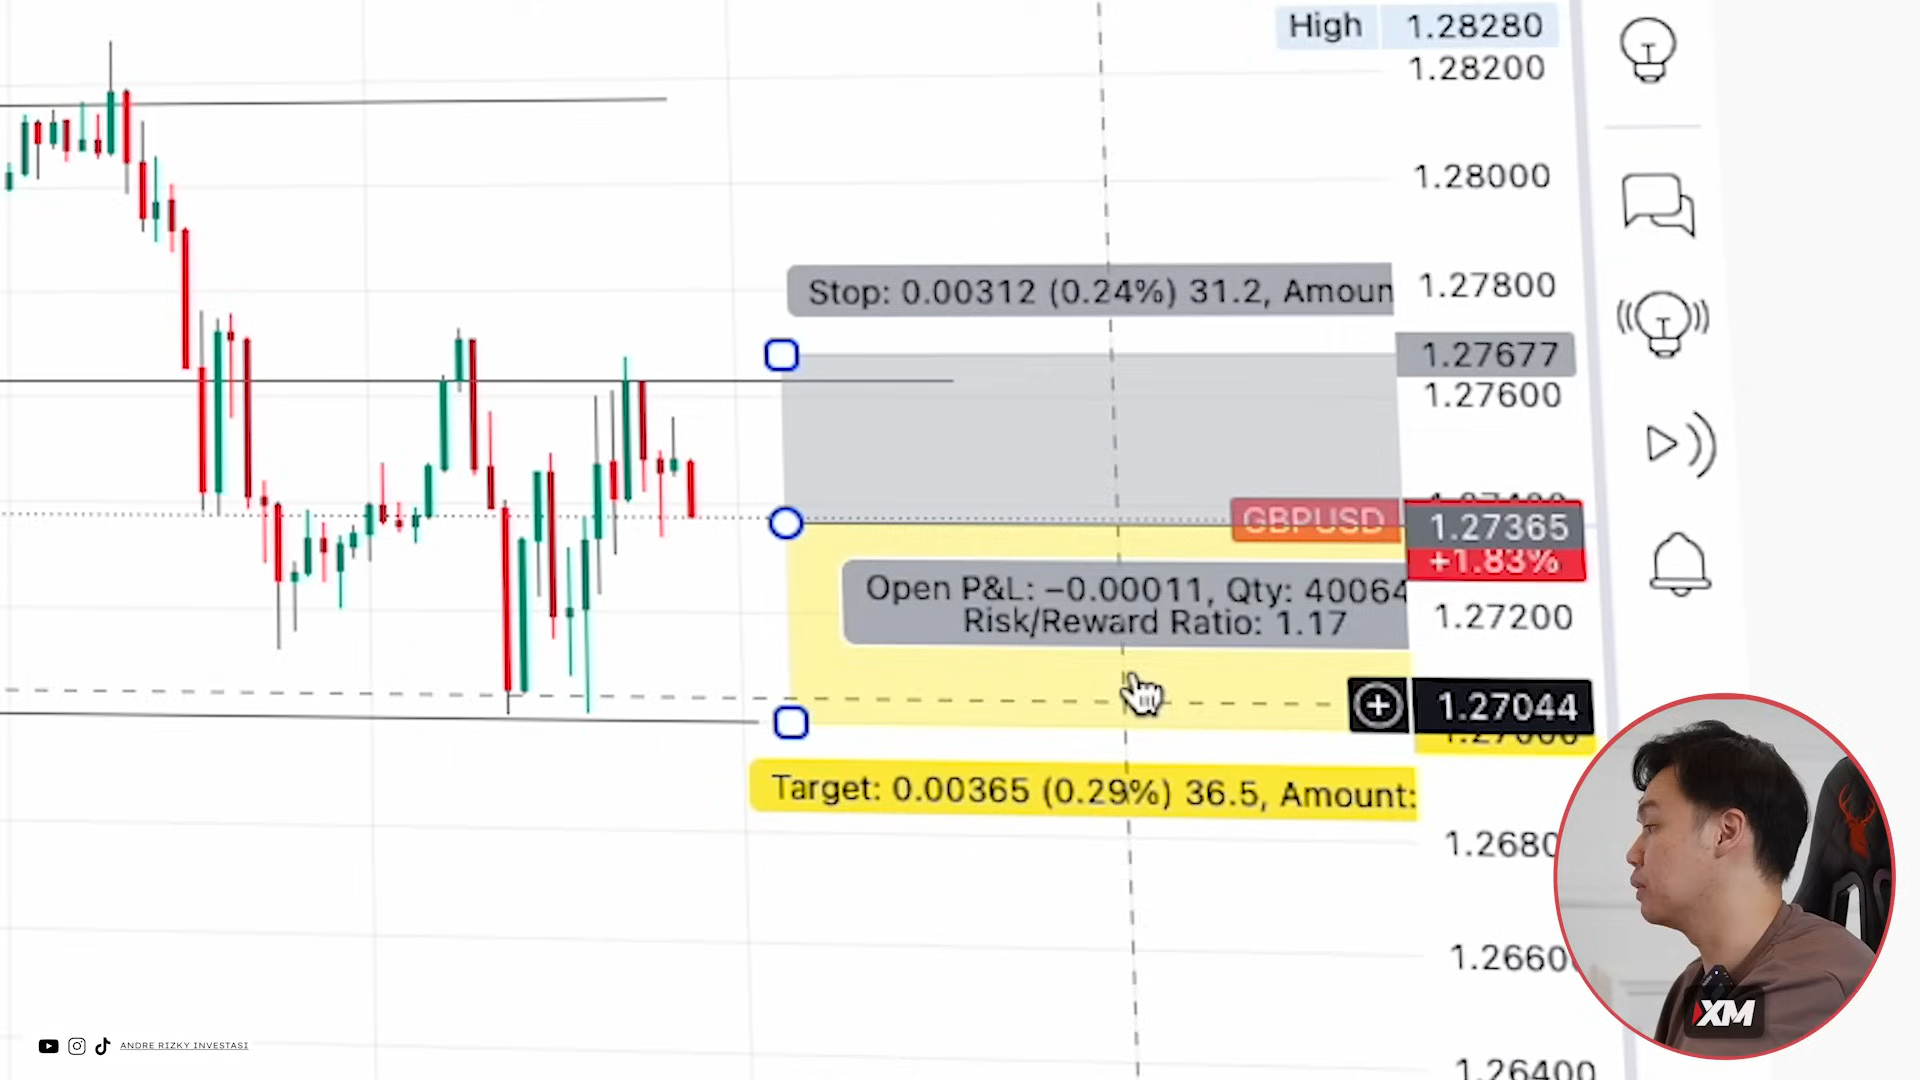 High 1.28280
1.28200
1.28000
Stop: 0.00312 (0.24%) 31.2, Amoun
1.27800
1.27677
1.27600
GBPUSD 1.27365
+1.83%
Open P&L: −0.00011, Qty: 40064
Risk/Reward Ratio: 1.17
1.27200
1.27044
Target: 0.00365 (0.29%) 36.5, Amount:
1.2680
1.2660
1.26400
XM
ANDRE RIZKY INVESTASI